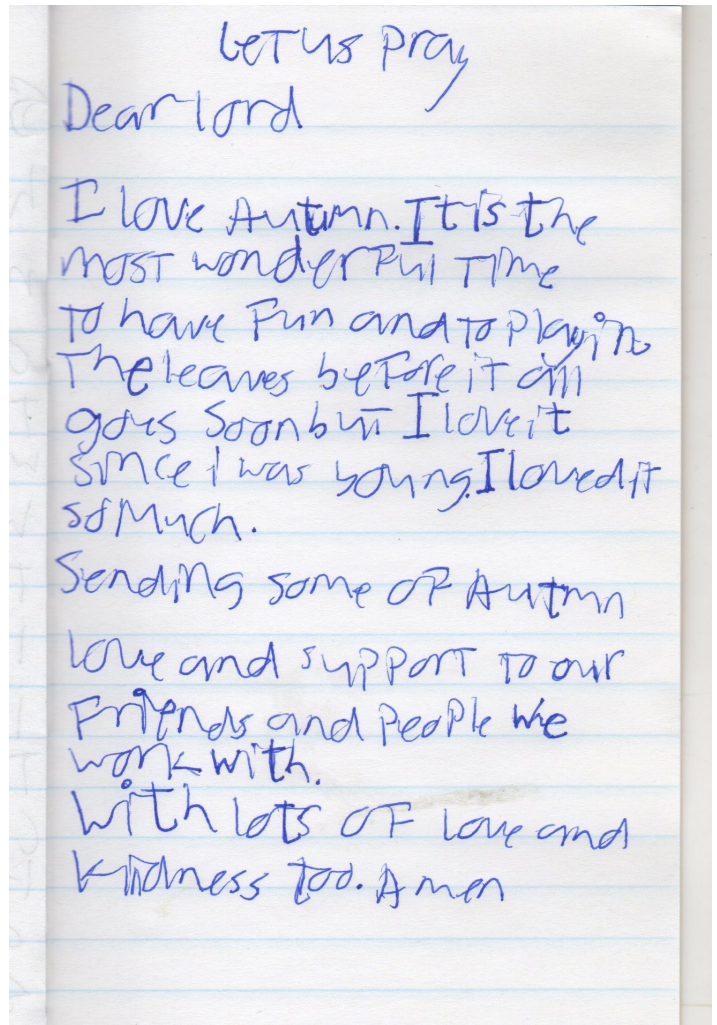 Let us pray
Dear lord
I love Autumn. It is the
most wonderful Time
To have Fun and to Play in
The leaves before it all
goes Soon but I love it
since I was young. I loved it
so Much.
Sending some of Autmn
love and support to our
Friends and People we
work with.
With lots of love and
kindness too. Amen